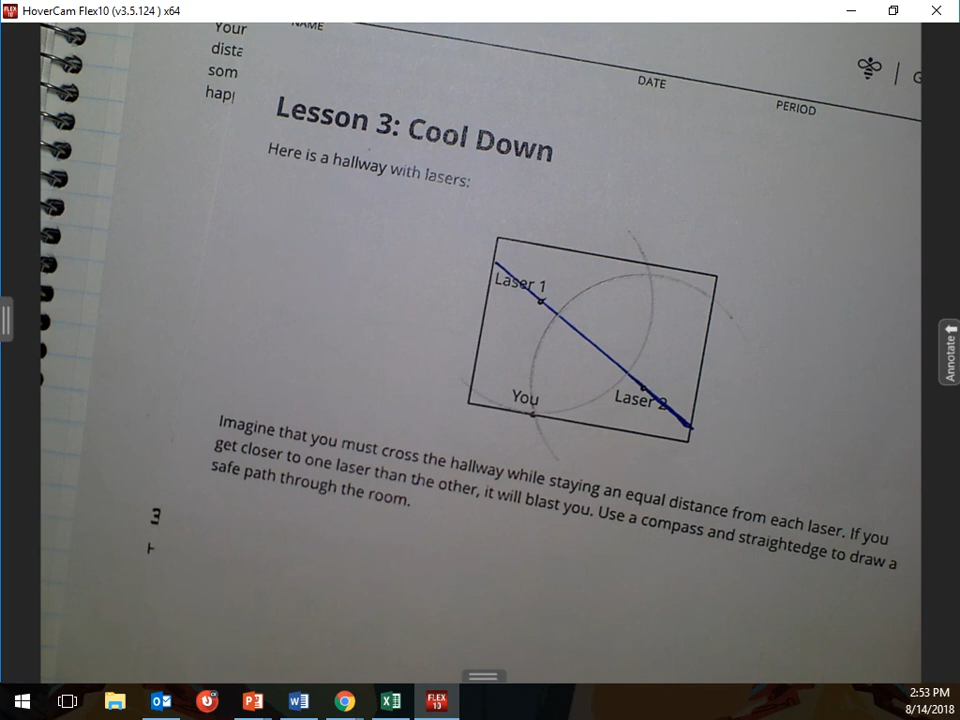 HoverCam Flex10 (v3.5.124 ) x64
NAME
DATE
PERIOD
Your
dista
som
Lesson 3: Cool Down
Here is a hallway with lasers:
Laser 1
You
Laser 2
Imagine that you must cross the hallway while staying an equal distance from each laser. If you
get closer to one laser than the other, it will blast you. Use a compass and straightedge to draw a
safe path through the room.
3
Annotate
FLEX
10
2:53 PM
8/14/2018